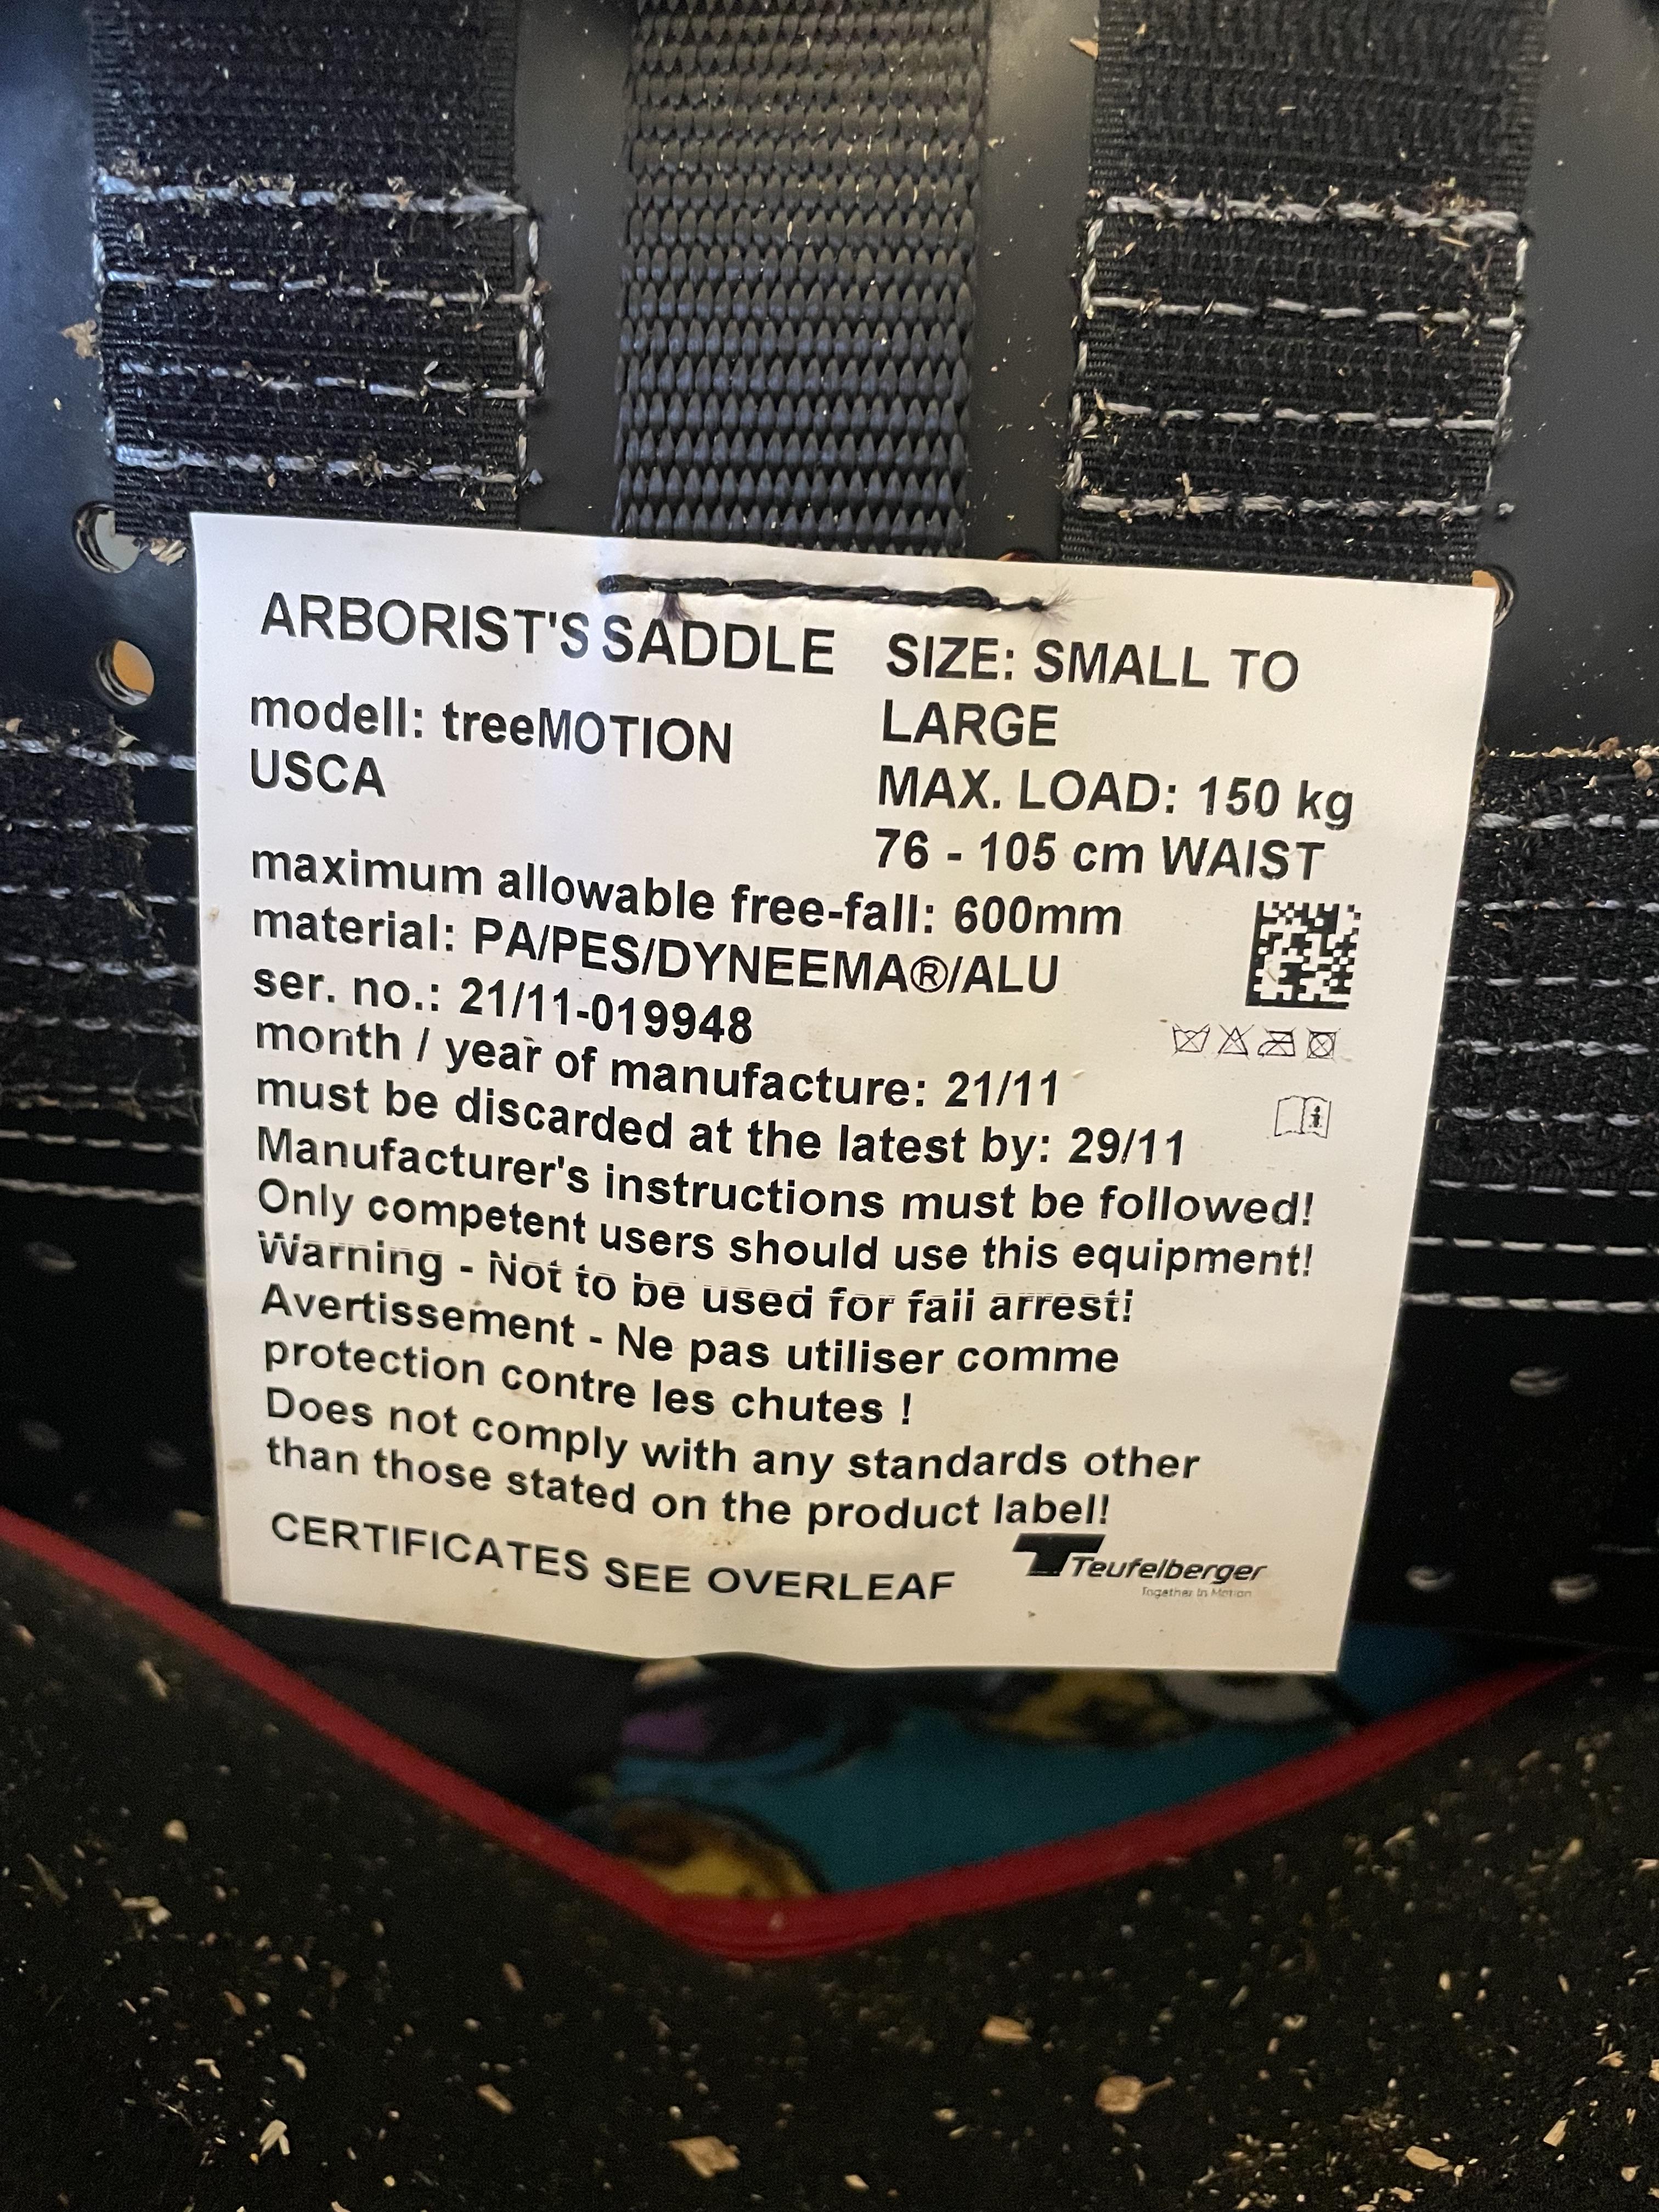 ARBORIST'S SADDLE
modell: treeMOTION
USCA
SIZE: SMALL TO
LARGE
MAX. LOAD: 150 kg
76 - 105 cm WAIST
maximum allowable free-fall: 600mm
material: PA/PES/DYNEEMA®/ALU
ser. no.: 21/11-019948
month / year of manufacture: 21/11
must be discarded at the latest by: 29/11
Manufacturer's instructions must be followed!
Only competent users should use this equipment!
Warning - Not to be used for fall arrest!
Avertissement - Ne pas utiliser comme
protection contre les chutes !
Does not comply with any standards other
than those stated on the product label!
CERTIFICATES SEE OVERLEAF
Teufelberger
Together in Motion